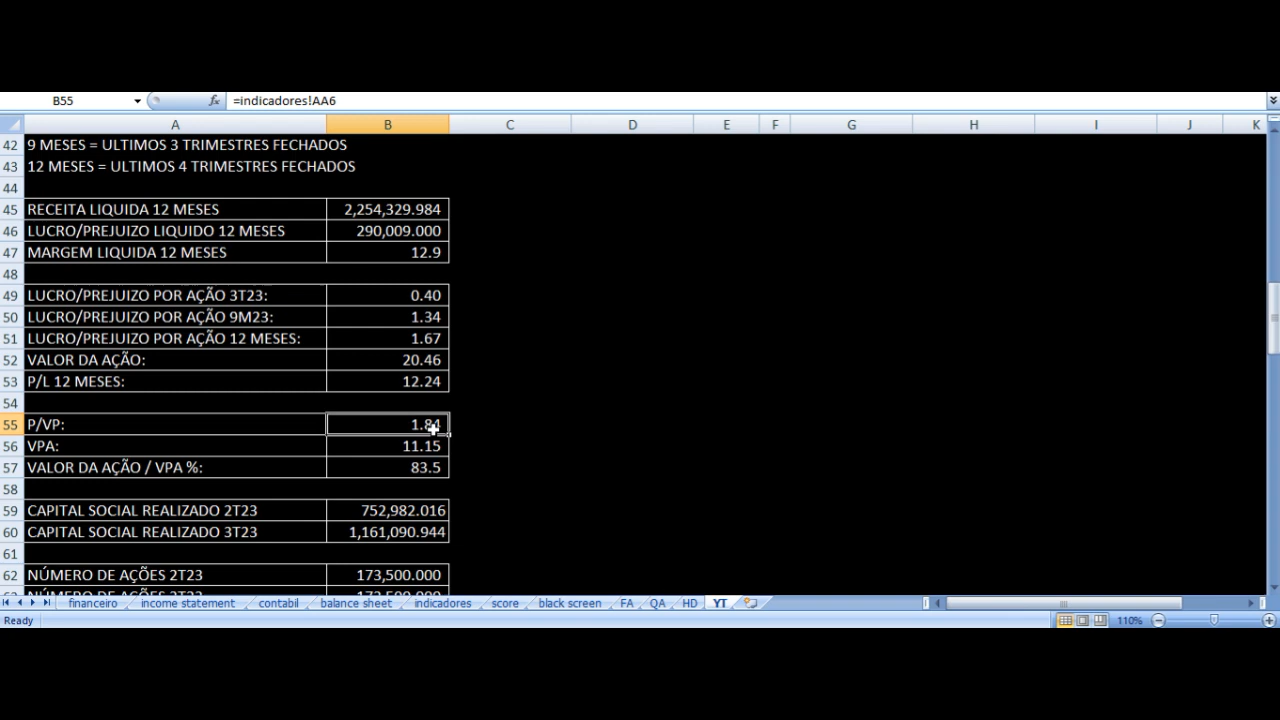 B55 fx =indicadores!AA6
A B C D E F G H I J K
42 9 MESES = ULTIMOS 3 TRIMESTRES FECHADOS
43 12 MESES = ULTIMOS 4 TRIMESTRES FECHADOS
44
45 RECEITA LIQUIDA 12 MESES 2,254,329.984
46 LUCRO/PREJUIZO LIQUIDO 12 MESES 290,009.000
47 MARGEM LIQUIDA 12 MESES 12.9
48
49 LUCRO/PREJUIZO POR AÇÃO 3T23: 0.40
50 LUCRO/PREJUIZO POR AÇÃO 9M23: 1.34
51 LUCRO/PREJUIZO POR AÇÃO 12 MESES: 1.67
52 VALOR DA AÇÃO: 20.46
53 P/L 12 MESES: 12.24
54
55 P/VP: 1.84
56 VPA: 11.15
57 VALOR DA AÇÃO / VPA %: 83.5
58
59 CAPITAL SOCIAL REALIZADO 2T23 752,982.016
60 CAPITAL SOCIAL REALIZADO 3T23 1,161,090.944
61
62 NÚMERO DE AÇÕES 2T23 173,500.000
financeiro income statement contabil balance sheet indicadores score black screen FA QA HD YT
Ready 110%